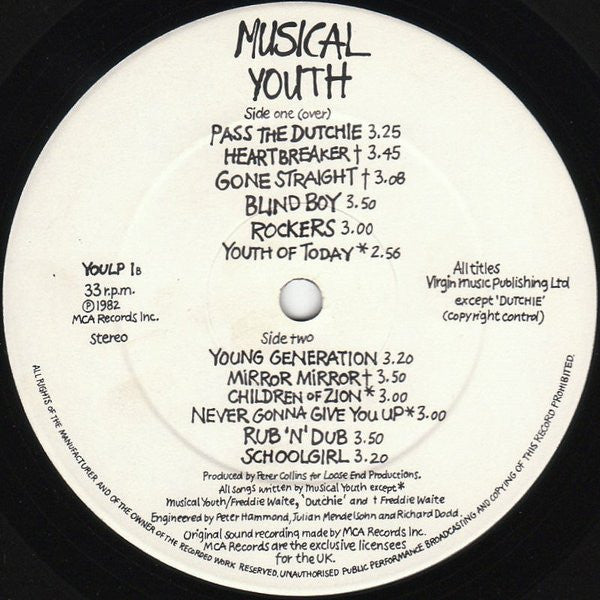 MUSICAL
YOUTH
Side one (over)
PASS THE DUTCHIE 3.25
HEARTBREAKER † 3.45
GONE STRAIGHT † 3.08
BLIND BOY 3.50
ROCKERS 3.00
YOUTH OF TODAY * 2.56
YOULP 1B
33 r.p.m.
Ⓟ 1982
MCA Records Inc.
Stereo
All titles
Virgin Music Publishing Ltd
except 'DUTCHIE'
(copyright control)
Side two
YOUNG GENERATION 3.20
MIRROR MIRROR † 3.50
CHILDREN OF ZION * 3.00
NEVER GONNA GIVE YOU UP * 3.00
RUB 'N' DUB 3.50
SCHOOLGIRL 3.20
Produced by Peter Collins for Loose End Productions.
All songs written by Musical Youth except *
Musical Youth/Freddie Waite, 'Dutchie' and † Freddie Waite
Engineered by Peter Hammond, Julian Mendelsohn and Richard Dodd.
Original sound recording made by MCA Records Inc.
MCA Records are the exclusive licensees
for the UK.
ALL RIGHTS OF THE MANUFACTURER AND OF THE OWNER OF THE RECORDED WORK RESERVED. UNAUTHORISED PUBLIC PERFORMANCE BROADCASTING AND COPYING OF THIS RECORD PROHIBITED.